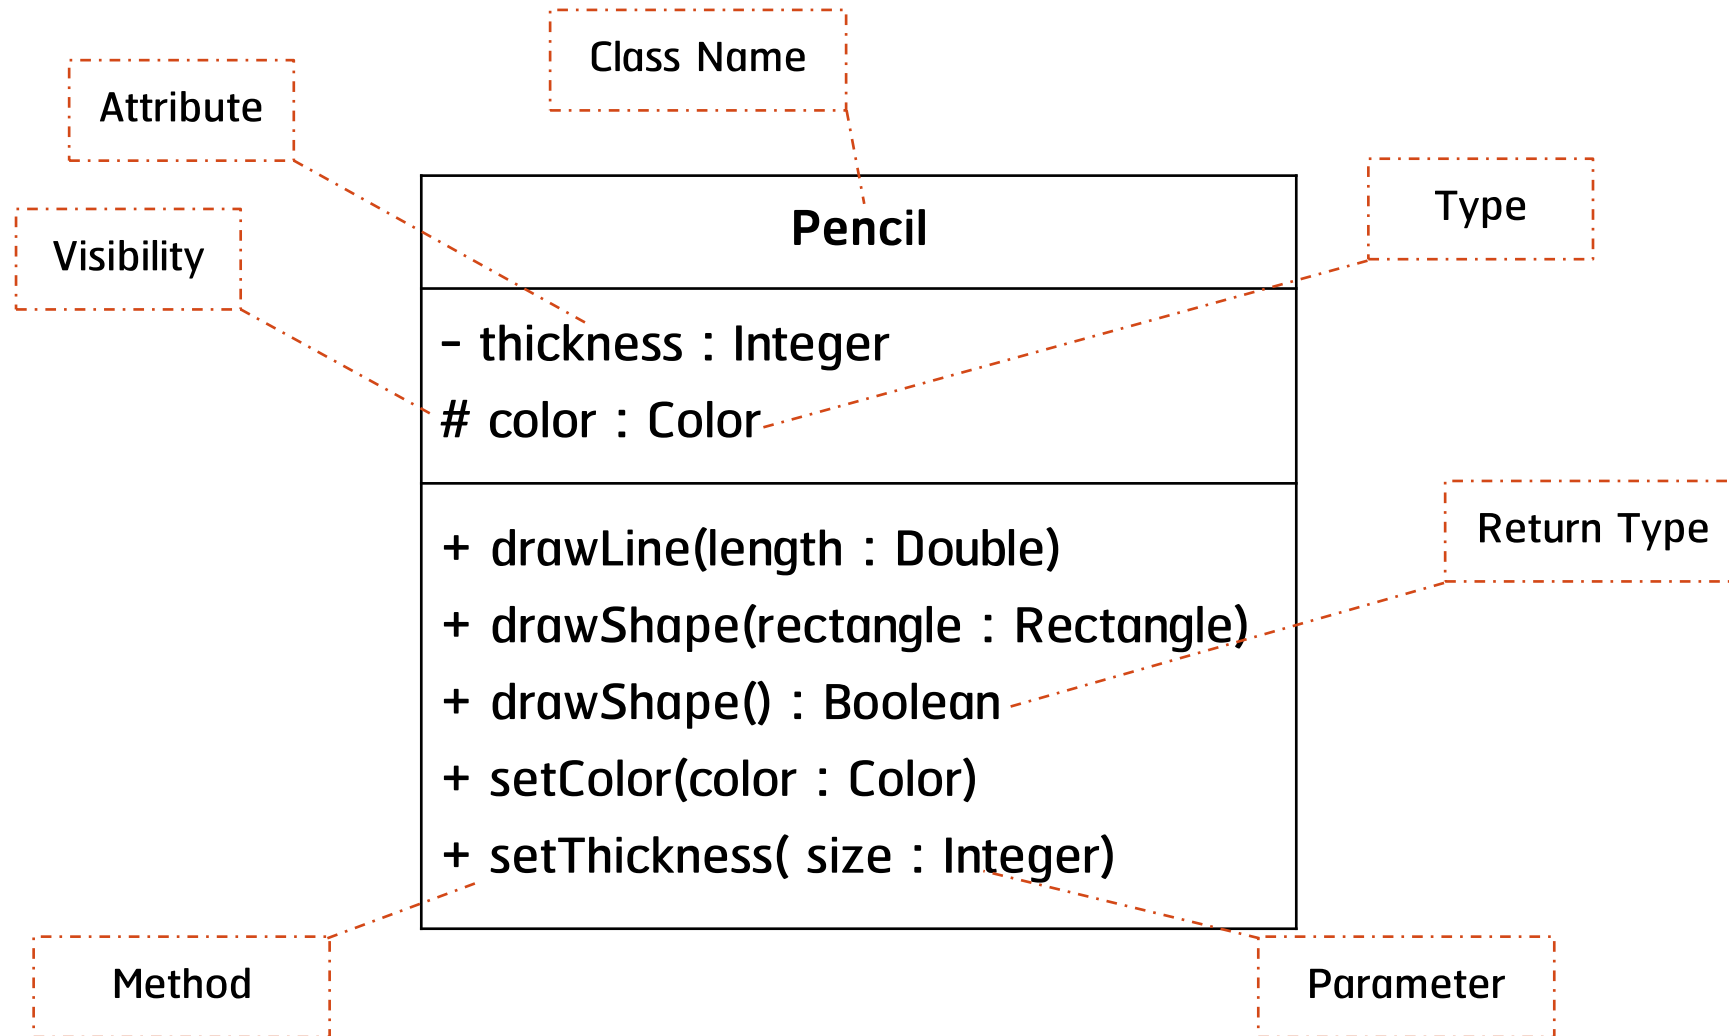 Class Name
Attribute
Type
Visibility
Pencil
- thickness : Integer
# color : Color
Return Type
+ drawLine(length : Double)
+ drawShape(rectangle : Rectangle)
+ drawShape() : Boolean
+ setColor(color : Color)
+ setThickness( size : Integer)
Method
Parameter